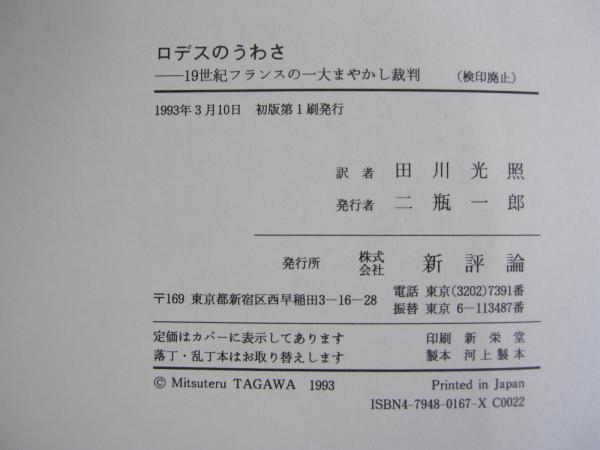 ロデスのうわさ
――19世紀フランスの一大まやかし裁判 (検印廃止)
1993年3月10日 初版第1刷発行
訳者 田川光照
発行者 二瓶一郎
発行所 株式会社 新評論
〒169 東京都新宿区西早稲田3-16-28 電話 東京(3202)7391番
振替 東京 6-113487番
定価はカバーに表示してあります 印刷 新栄堂
落丁・乱丁本はお取り替えします 製本 河上製本
© Mitsuteru TAGAWA 1993 Printed in Japan
ISBN4-7948-0167-X C0022